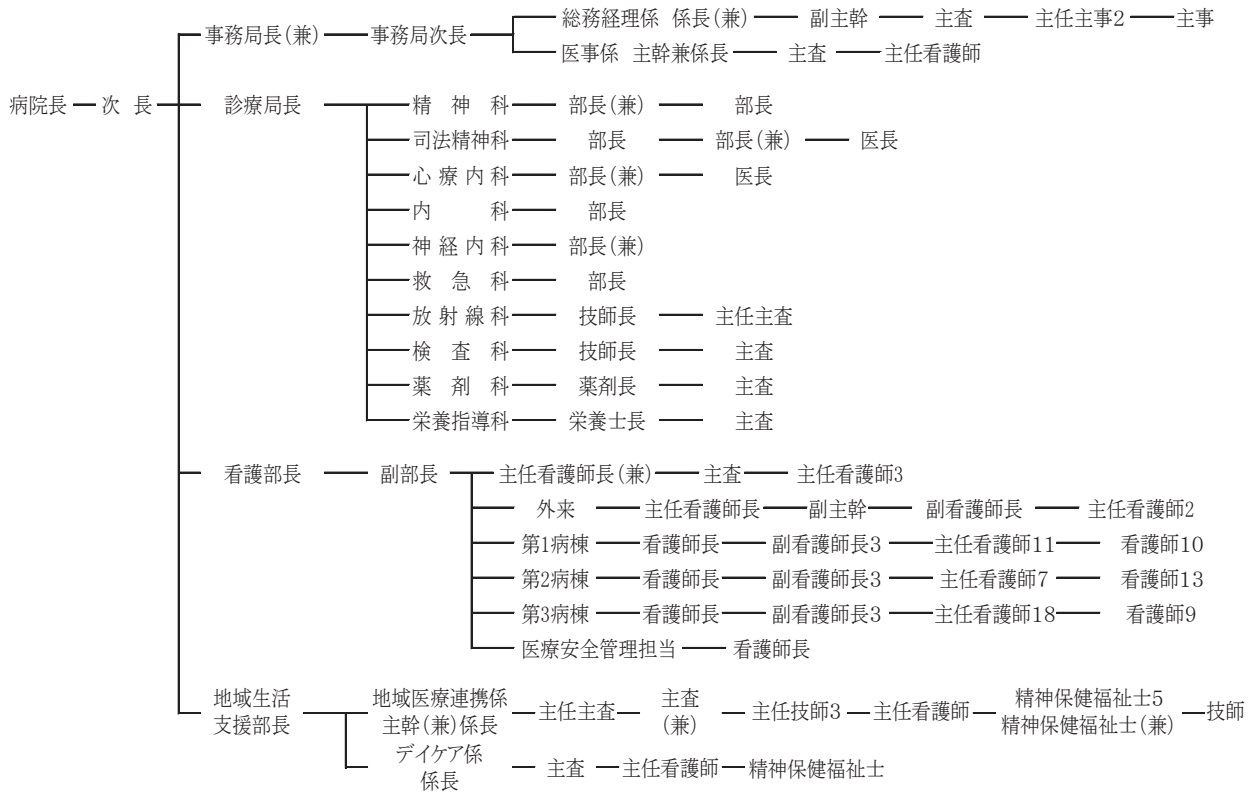 総務経理係 係長(兼) 副主幹 主査 主任主事2 主事
事務局長(兼) 事務局次長
医事係 主幹兼係長 主査 主任看護師
病院長 次長 診療局長 精神科 部長(兼) 部長
司法精神科 部長 部長(兼) 医長
心療内科 部長(兼) 医長
内科 部長
神経内科 部長(兼)
救急科 部長
放射線科 技師長 主任主査
検査科 技師長 主査
薬剤科 薬剤長 主査
栄養指導科 栄養士長 主査
看護部長 副部長 主任看護師長(兼) 主査 主任看護師3
外来 主任看護師長 副主幹 副看護師長 主任看護師2
第1病棟 看護師長 副看護師長3 主任看護師11 看護師10
第2病棟 看護師長 副看護師長3 主任看護師7 看護師13
第3病棟 看護師長 副看護師長3 主任看護師18 看護師9
医療安全管理担当 看護師長
地域生活
支援部長
地域医療連携係
主幹(兼)係長
主任主査
主査
(兼)
主任技師3 主任看護師
精神保健福祉士5
精神保健福祉士(兼)
技師
デイケア係
係長
主査 主任看護師 精神保健福祉士